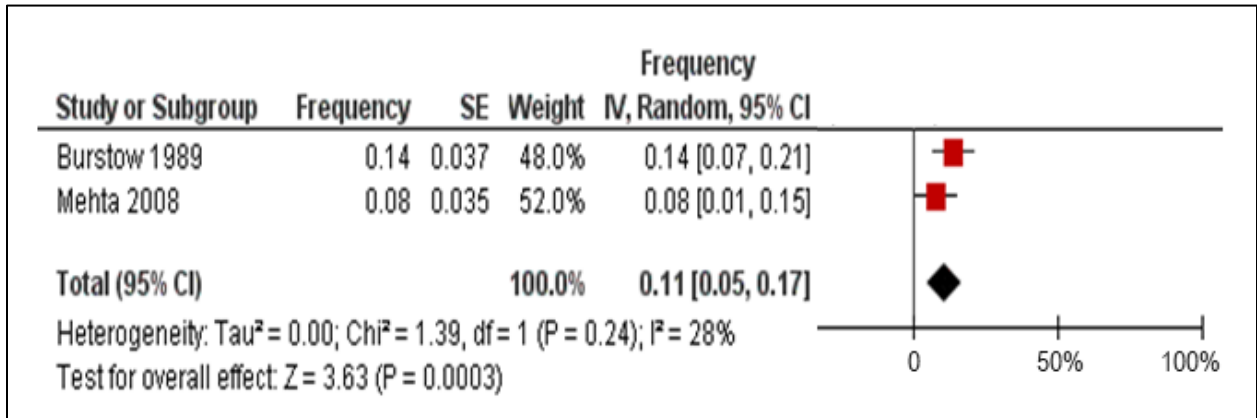 Frequency
Study or Subgroup Frequency SE Weight IV, Random, 95% CI
Burstow 1989 0.14 0.037 48.0% 0.14 [0.07, 0.21]
Mehta 2008 0.08 0.035 52.0% 0.08 [0.01, 0.15]
Total (95% CI) 100.0% 0.11 [0.05, 0.17]
Heterogeneity: Tau² = 0.00; Chi² = 1.39, df = 1 (P = 0.24); I² = 28%
Test for overall effect: Z = 3.63 (P = 0.0003)
0 50% 100%